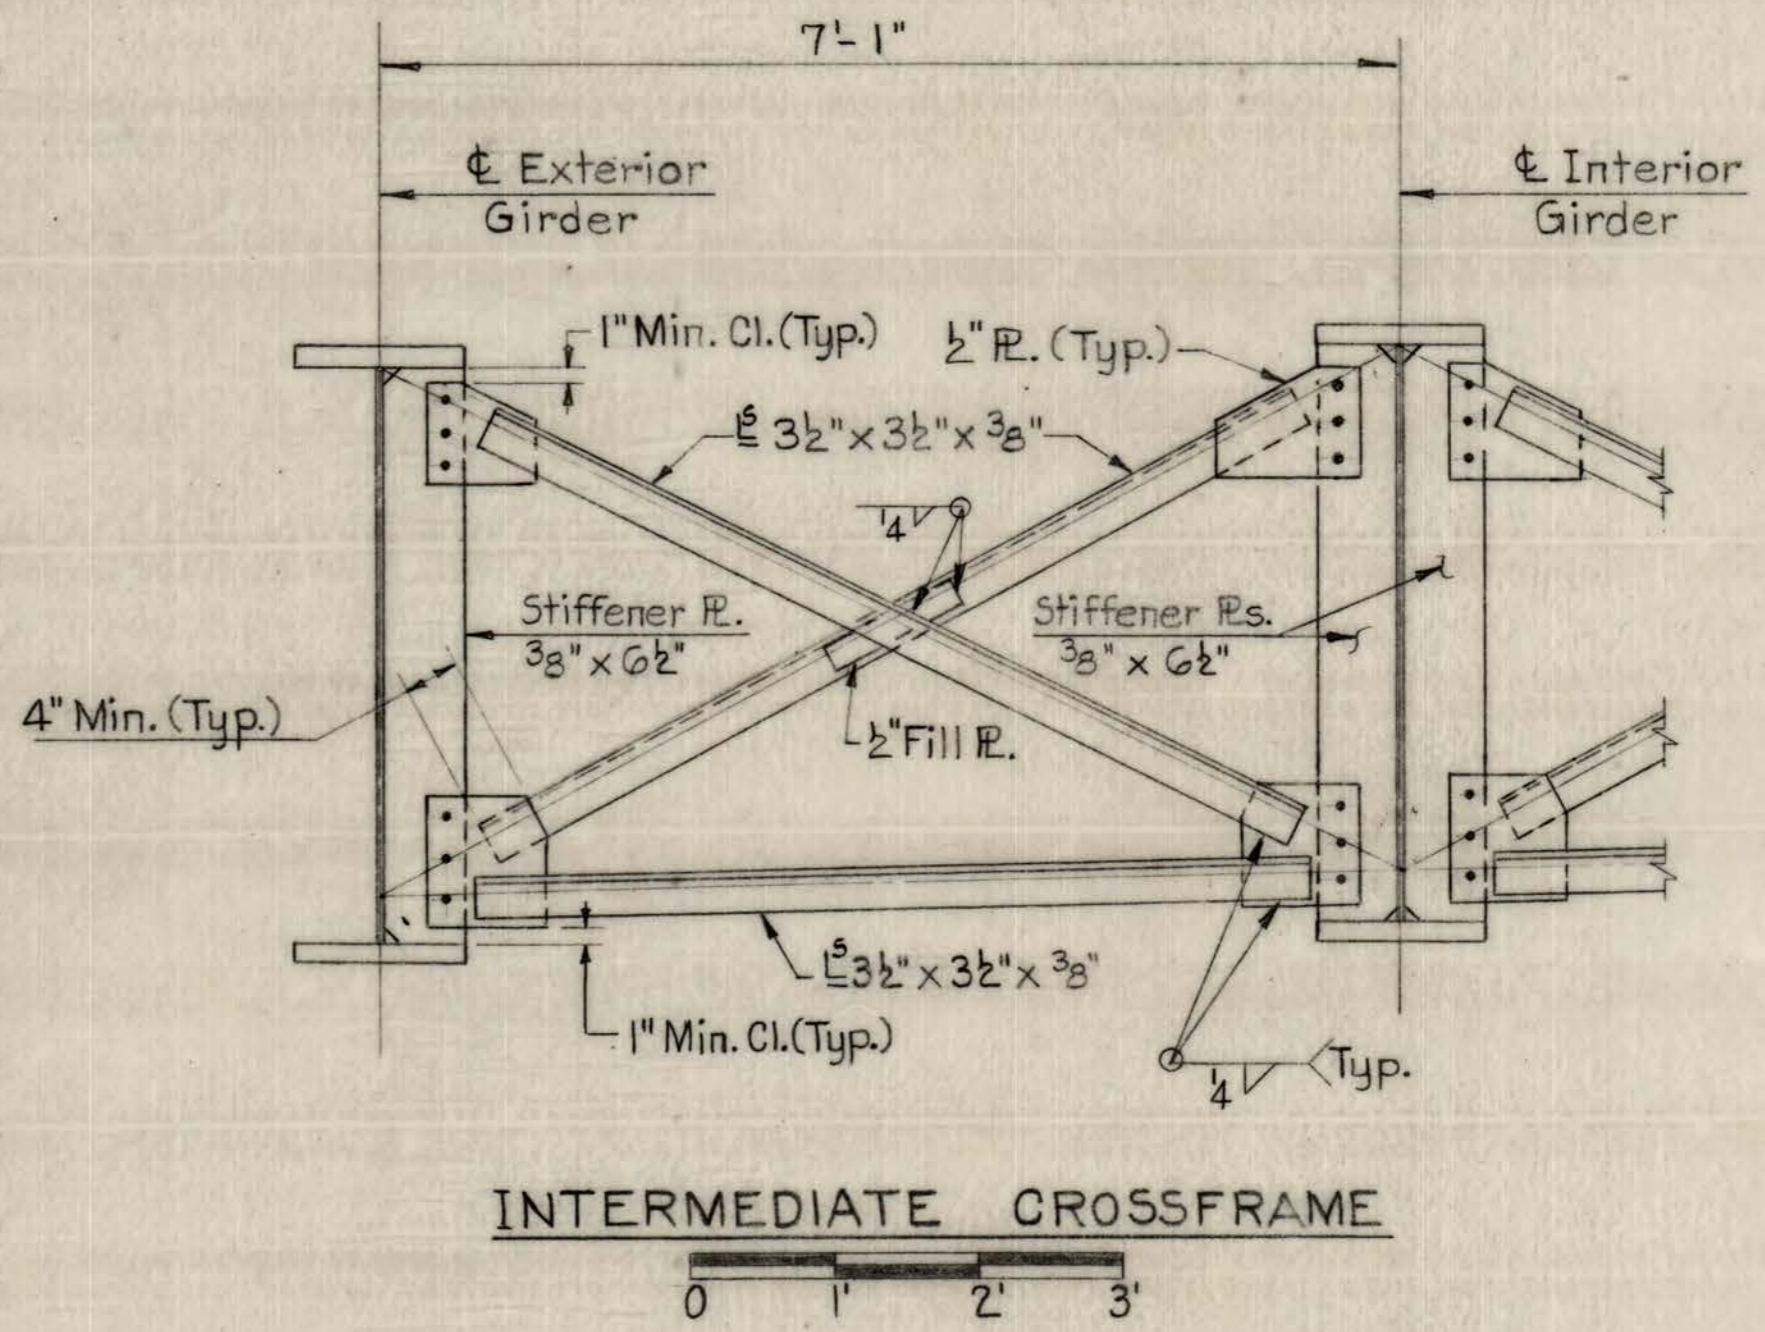 7'-1"
℄ Exterior
Girder
℄ Interior
Girder
1" Min. Cl. (Typ.)
½" ℙL. (Typ.)
Ls 3½" x 3½" x 3/8"
1/4
Stiffener PL.
3/8" x 6½"
Stiffener PLs.
3/8" x 6½"
4" Min. (Typ.)
½" Fill PL.
Ls 3½" x 3½" x 3/8"
1" Min. Cl. (Typ.)
1/4
Typ.
INTERMEDIATE CROSSFRAME
0 1' 2' 3'